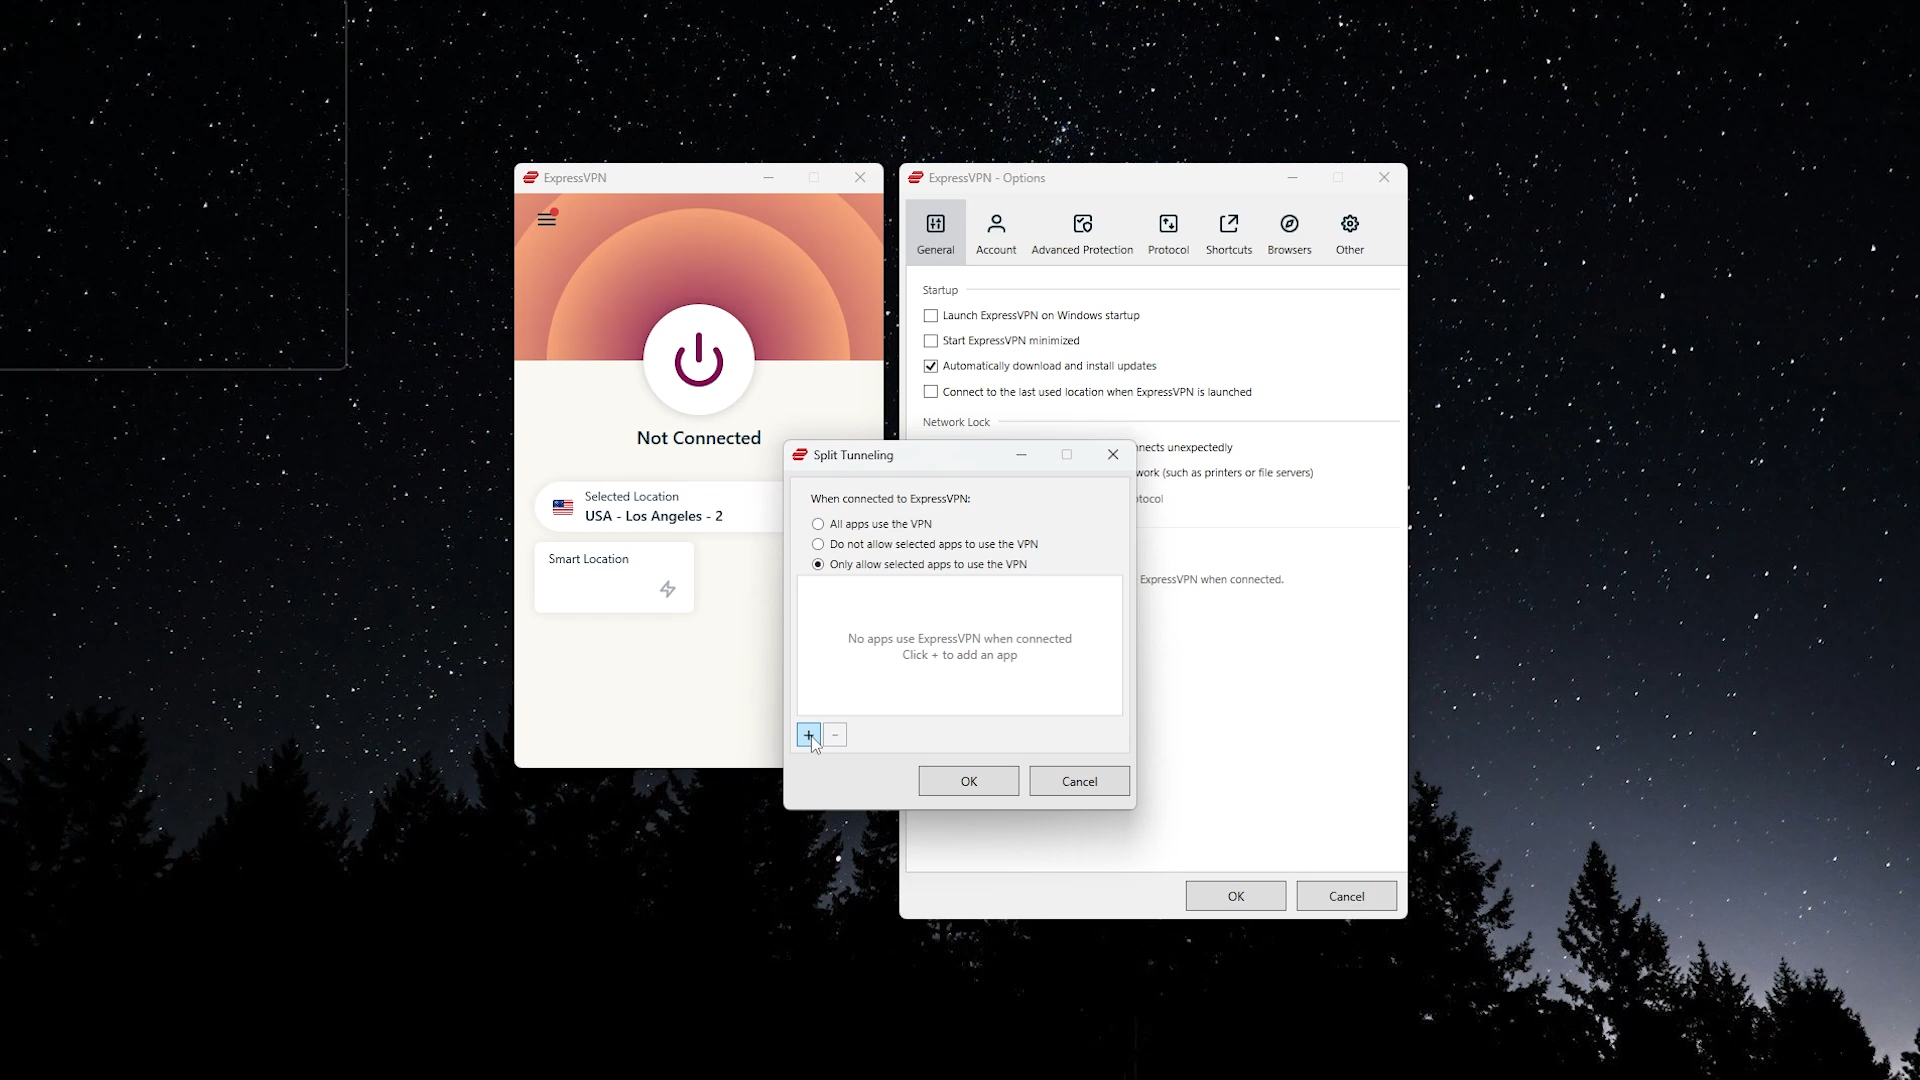 ExpressVPN
Not Connected
Selected Location
USA - Los Angeles - 2
Smart Location
ExpressVPN - Options
General
Account
Advanced Protection
Protocol
Shortcuts
Browsers
Other
Startup
Launch ExpressVPN on Windows startup
Start ExpressVPN minimized
Automatically download and install updates
Connect to the last used location when ExpressVPN is launched
Network Lock
nnects unexpectedly
work (such as printers or file servers)
otocol
ExpressVPN when connected.
OK
Cancel
Split Tunneling
When connected to ExpressVPN:
All apps use the VPN
Do not allow selected apps to use the VPN
Only allow selected apps to use the VPN
No apps use ExpressVPN when connected
Click + to add an app
+ -
OK
Cancel